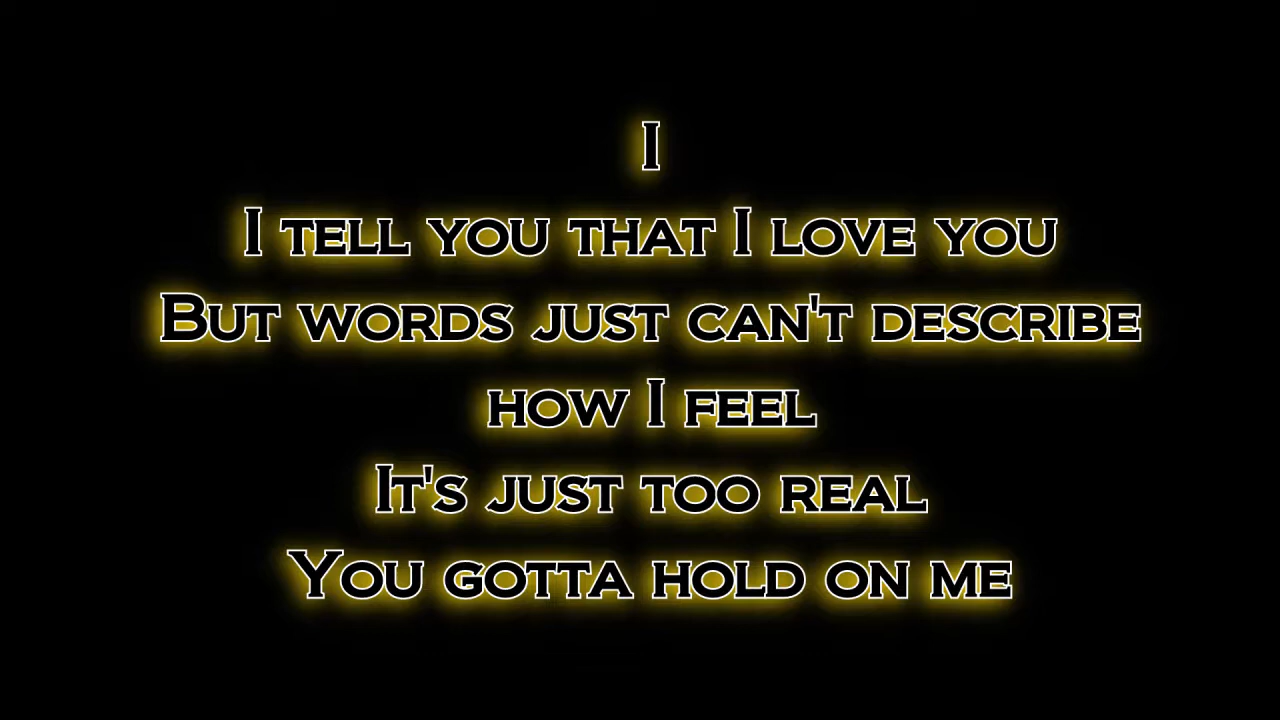 I
I tell you that I love you
But words just can't describe
how I feel
It's just too real
You gotta hold on me